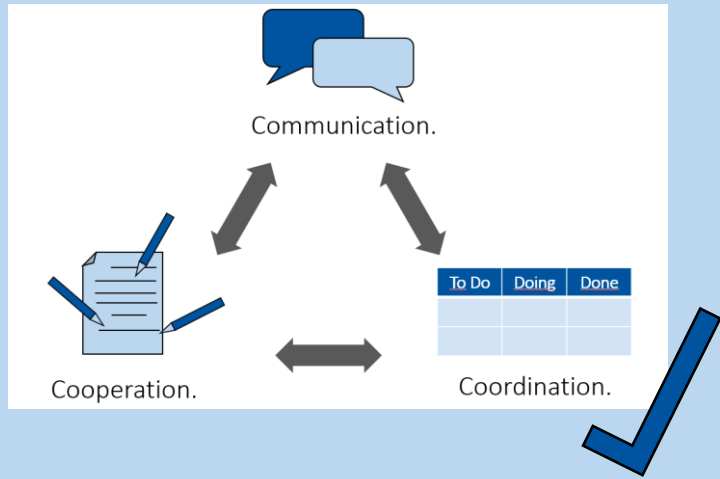 Communication.
To Do Doing Done
Cooperation.
Coordination.